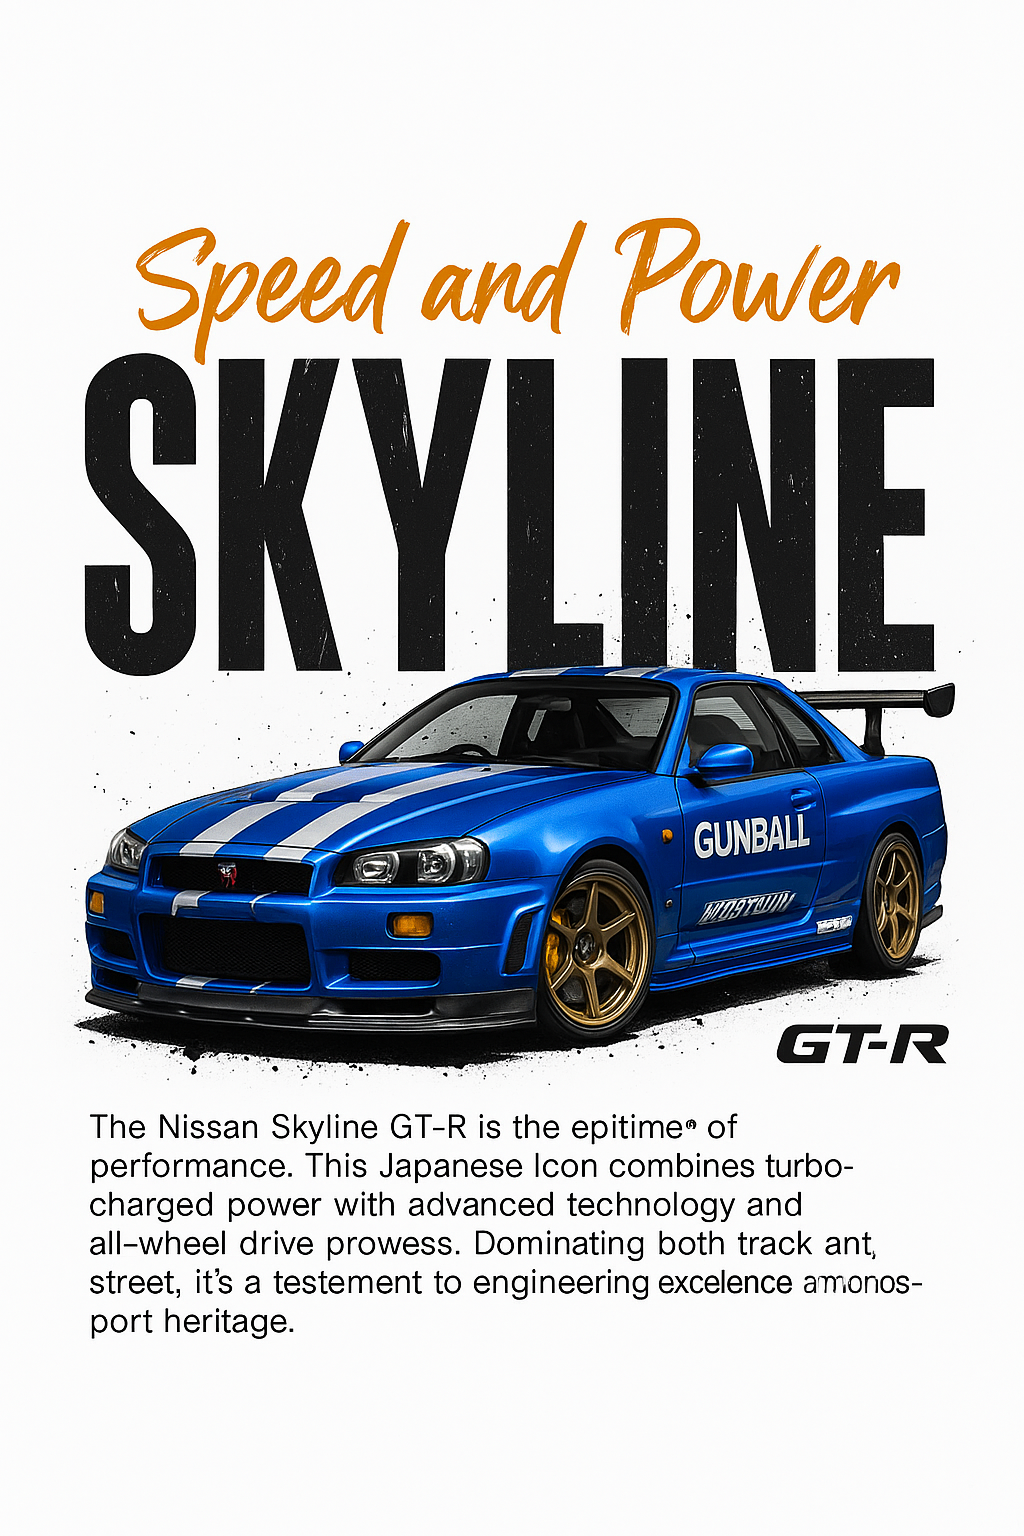 Speed and Power
SKYLINE
GUNBALL
GT-R
The Nissan Skyline GT-R is the epitime of
performance. This Japanese Icon combines turbo-
charged power with advanced technology and
all-wheel drive prowess. Dominating both track ant,
street, it's a testement to engineering excelence amonos-
port heritage.